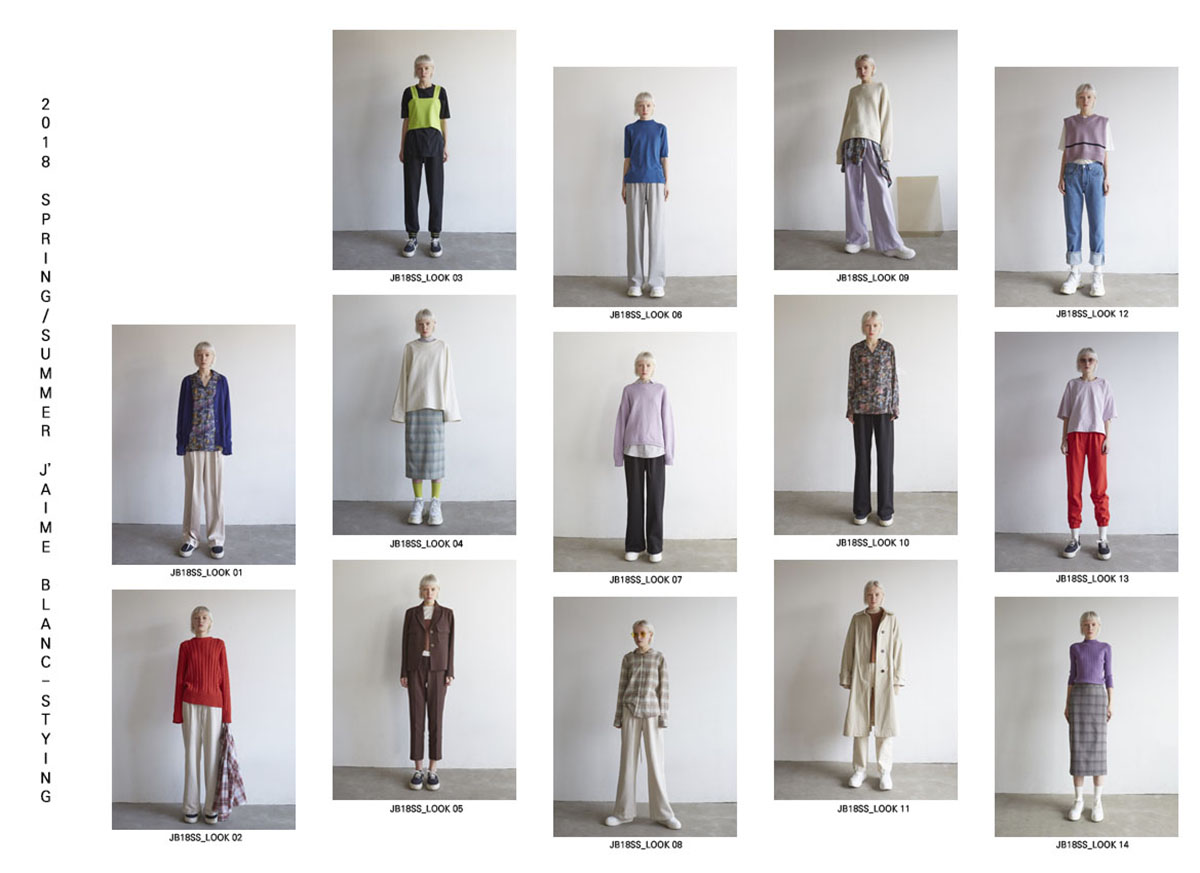 2018 SPRING/SUMMER J'AIME BLANC-STYING
JB18SS_LOOK 01
JB18SS_LOOK 02
JB18SS_LOOK 03
JB18SS_LOOK 04
JB18SS_LOOK 05
JB18SS_LOOK 06
JB18SS_LOOK 07
JB18SS_LOOK 08
JB18SS_LOOK 09
JB18SS_LOOK 10
JB18SS_LOOK 11
JB18SS_LOOK 12
JB18SS_LOOK 13
JB18SS_LOOK 14